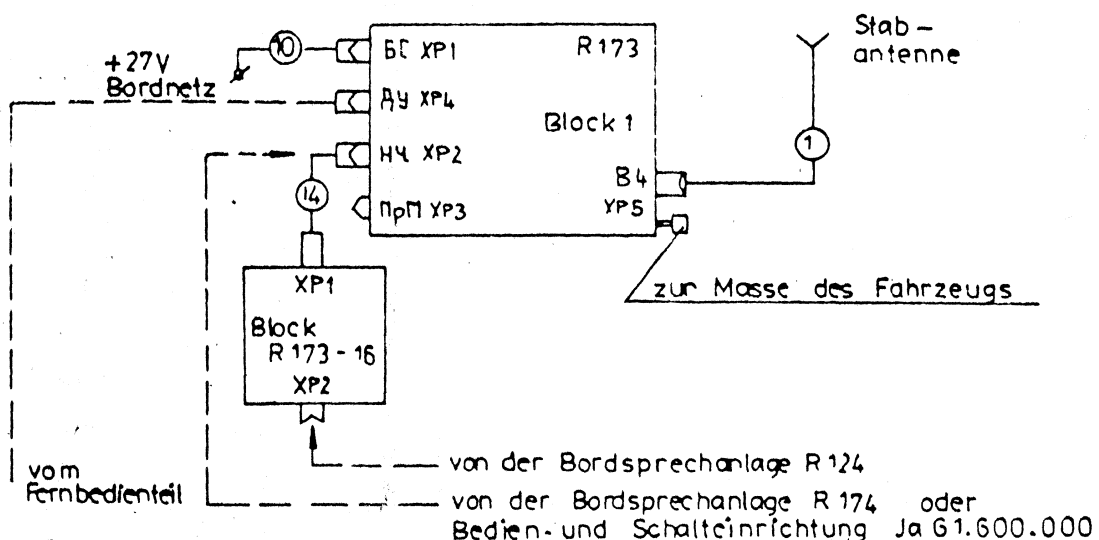 10
БС XP1
R173
Stab-
antenne
+27V
Bordnetz
ДУ XP4
Block 1
1
НЧ XP2
14
В4
ПрМ XP3
XP5
XP1
zur Masse des Fahrzeugs
Block
R173-16
XP2
vom
Fernbedienteil
von der Bordsprechanlage R124
von der Bordsprechanlage R174 oder
Bedien- und Schalteinrichtung Ja G1.600.000